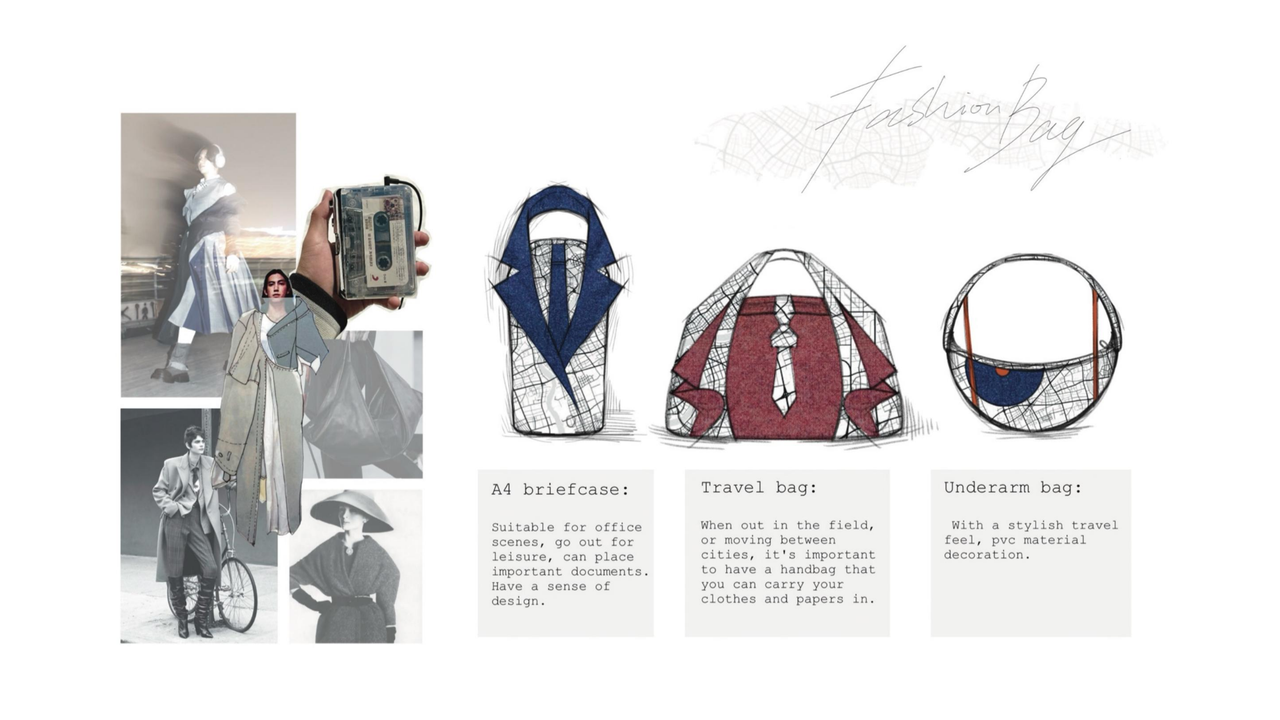 Fashion Bag
A4 briefcase:
Suitable for office
scenes, go out for
leisure, can place
important documents.
Have a sense of
design.
Travel bag:
When out in the field,
or moving between
cities, it's important
to have a handbag that
you can carry your
clothes and papers in.
Underarm bag:
With a stylish travel
feel, pvc material
decoration.